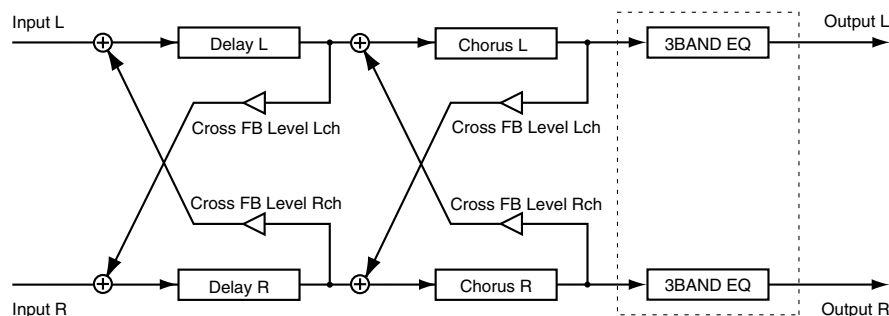 Input L
Output L
Delay L
Chorus L
3BAND EQ
Cross FB Level Lch
Cross FB Level Lch
Cross FB Level Rch
Cross FB Level Rch
Delay R
Chorus R
3BAND EQ
Input R
Output R